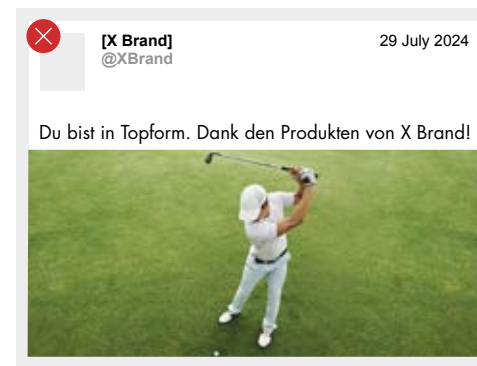 [X Brand] 29 July 2024
@XBrand
Du bist in Topform. Dank den Produkten von X Brand!